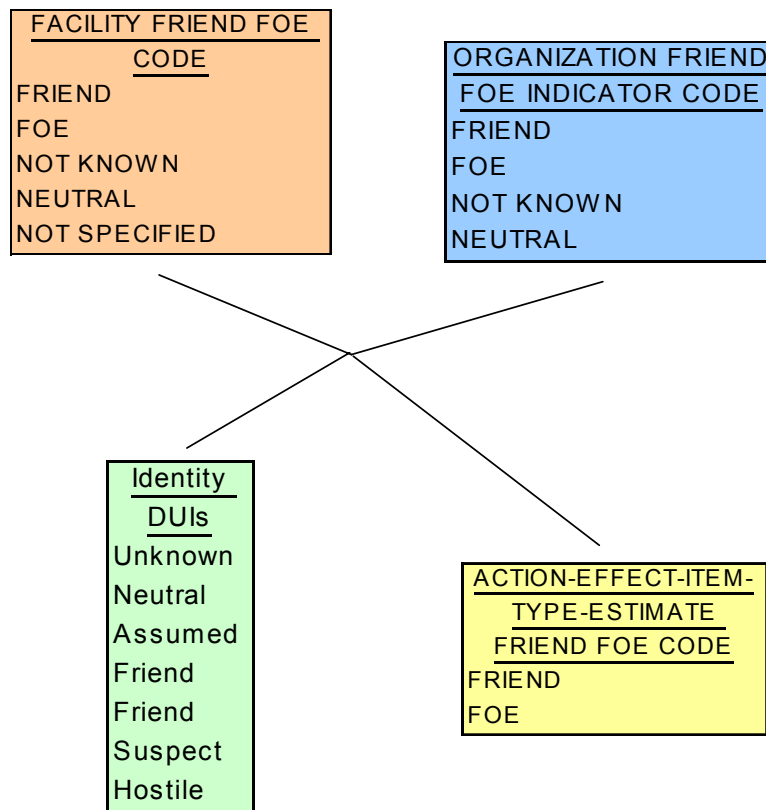 FACILITY FRIEND FOE
CODE
FRIEND
FOE
NOT KNOWN
NEUTRAL
NOT SPECIFIED
ORGANIZATION FRIEND
FOE INDICATOR CODE
FRIEND
FOE
NOT KNOWN
NEUTRAL
Identity
DUIs
Unknown
Neutral
Assumed
Friend
Friend
Suspect
Hostile
ACTION-EFFECT-ITEM-
TYPE-ESTIMATE
FRIEND FOE CODE
FRIEND
FOE